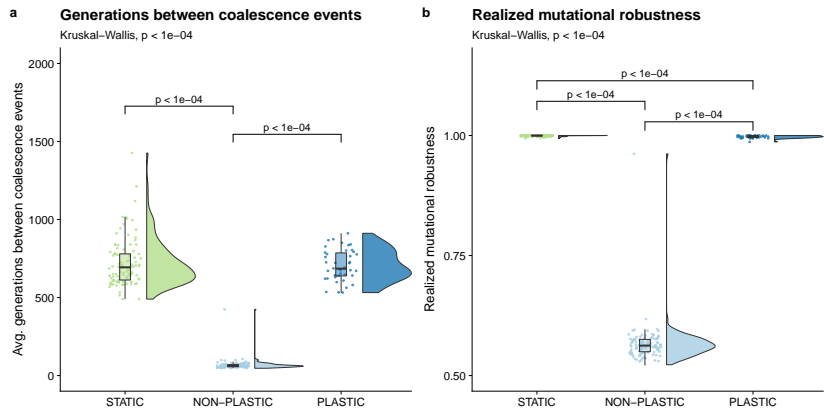 a
Generations between coalescence events
Kruskal−Wallis, p < 1e−04
Avg. generations between coalescence events
2000
1500
1000
500
0
p < 1e−04
p < 1e−04
STATIC
NON−PLASTIC
PLASTIC
b
Realized mutational robustness
Kruskal−Wallis, p < 1e−04
Realized mutational robustness
1.00
0.75
0.50
p < 1e−04
p < 1e−04
p < 1e−04
STATIC
NON−PLASTIC
PLASTIC